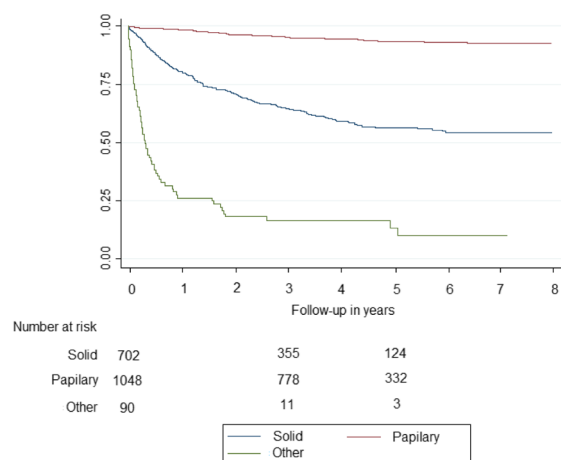 1.00
0.75
0.50
0.25
0.00
0 1 2 3 4 5 6 7 8
Follow-up in years
Number at risk
Solid 702 355 124
Papilary 1048 778 332
Other 90 11 3
Solid Papilary
Other